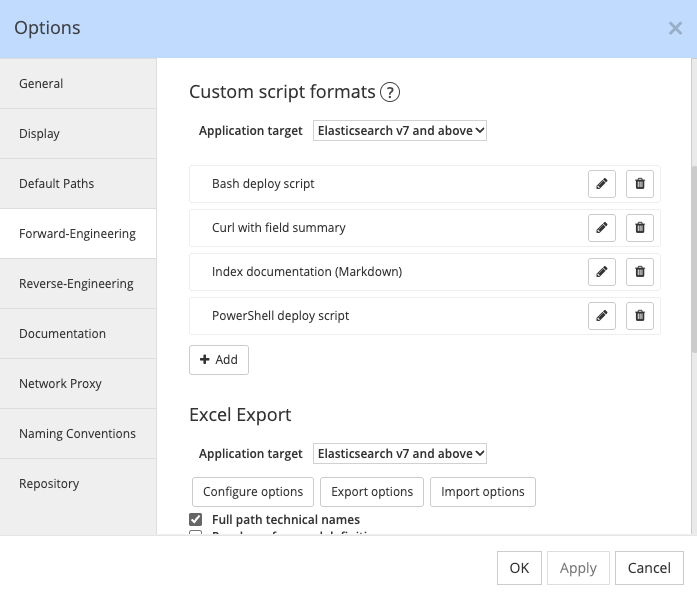 Options
General
Display
Default Paths
Forward-Engineering
Reverse-Engineering
Documentation
Network Proxy
Naming Conventions
Repository
Custom script formats ?
Application target Elasticsearch v7 and above
Bash deploy script
Curl with field summary
Index documentation (Markdown)
PowerShell deploy script
Add
Excel Export
Application target Elasticsearch v7 and above
Configure options Export options Import options
Full path technical names
OK Apply Cancel